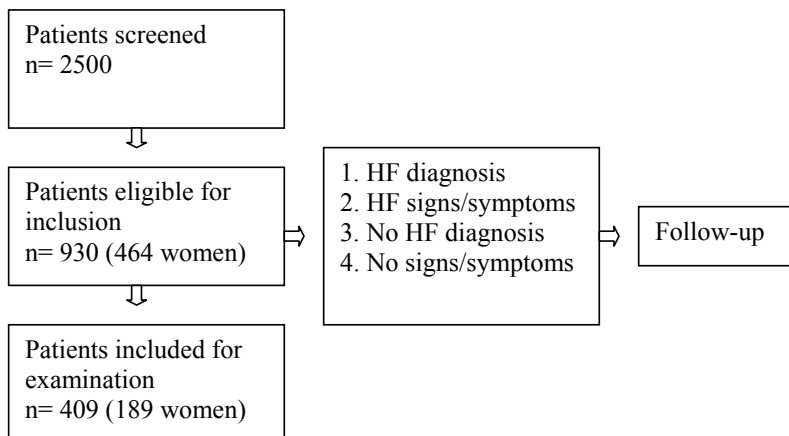 Patients screened
n= 2500
Patients eligible for
inclusion
n= 930 (464 women)
1. HF diagnosis
2. HF signs/symptoms
3. No HF diagnosis
4. No signs/symptoms
Follow-up
Patients included for
examination
n= 409 (189 women)